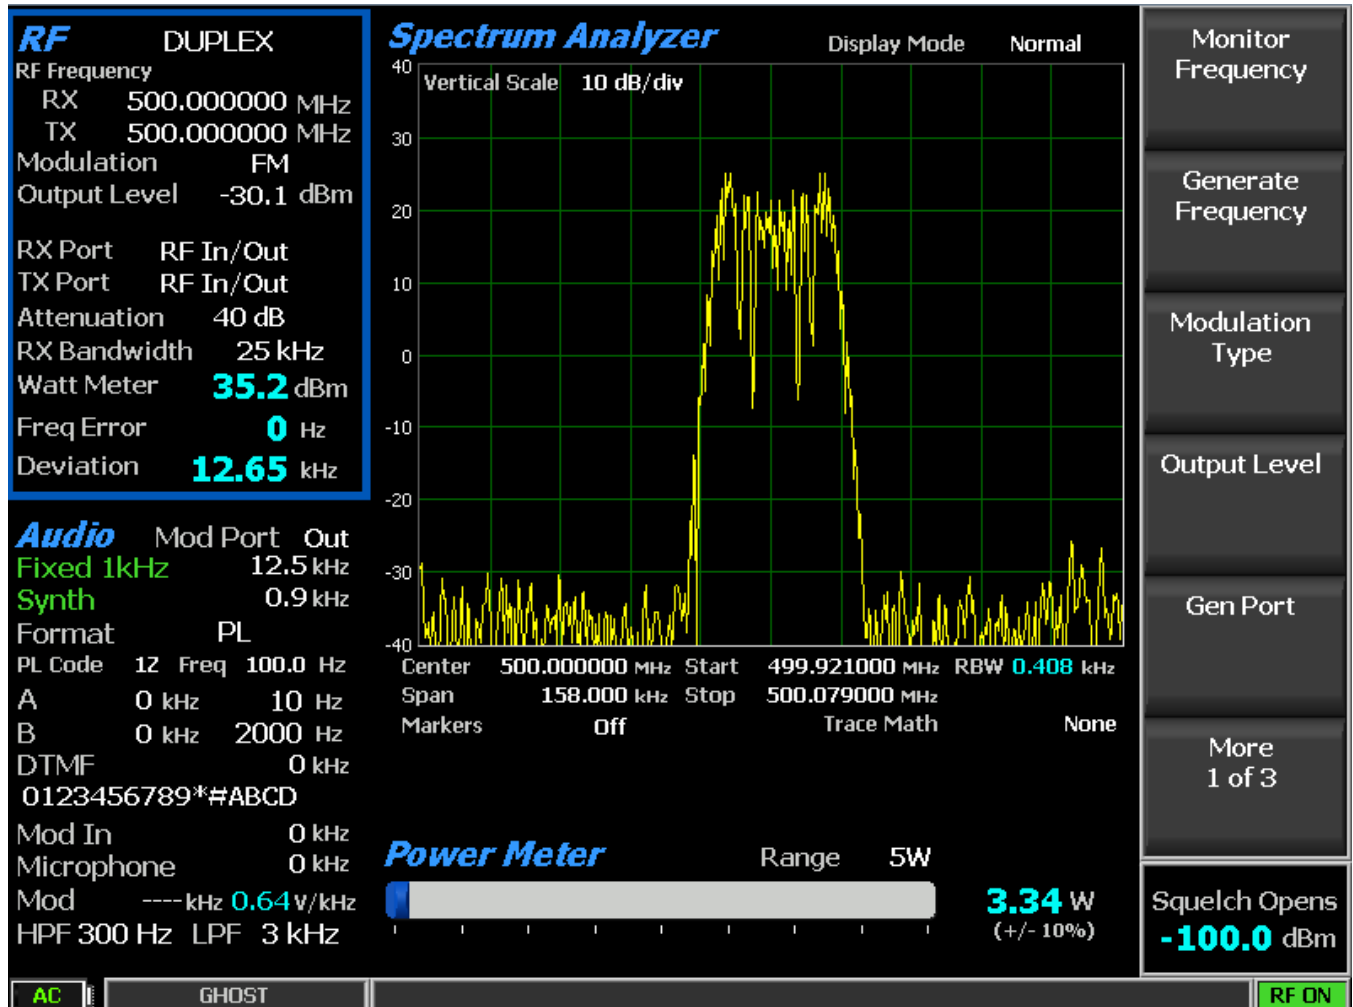 RF DUPLEX
RF Frequency
RX 500.000000 MHz
TX 500.000000 MHz
Modulation FM
Output Level -30.1 dBm
RX Port RF In/Out
TX Port RF In/Out
Attenuation 40 dB
RX Bandwidth 25 kHz
Watt Meter 35.2 dBm
Freq Error 0 Hz
Deviation 12.65 kHz
Audio Mod Port Out
Fixed 1kHz 12.5 kHz
Synth 0.9 kHz
Format PL
PL Code 1Z Freq 100.0 Hz
A 0 kHz 10 Hz
B 0 kHz 2000 Hz
DTMF 0 kHz
0123456789*#ABCD
Mod In 0 kHz
Microphone 0 kHz
Mod ----kHz 0.64 V/kHz
HPF 300 Hz LPF 3 kHz
Spectrum Analyzer Display Mode Normal
Vertical Scale 10 dB/div
40
30
20
10
0
-10
-20
-30
-40
Center 500.000000 MHz Start 499.921000 MHz RBW 0.408 kHz
Span 158.000 kHz Stop 500.079000 MHz
Markers Off Trace Math None
Power Meter Range 5W
3.34 W
(+/- 10%)
Monitor
Frequency
Generate
Frequency
Modulation
Type
Output Level
Gen Port
More
1 of 3
Squelch Opens
-100.0 dBm
AC GHOST RF ON